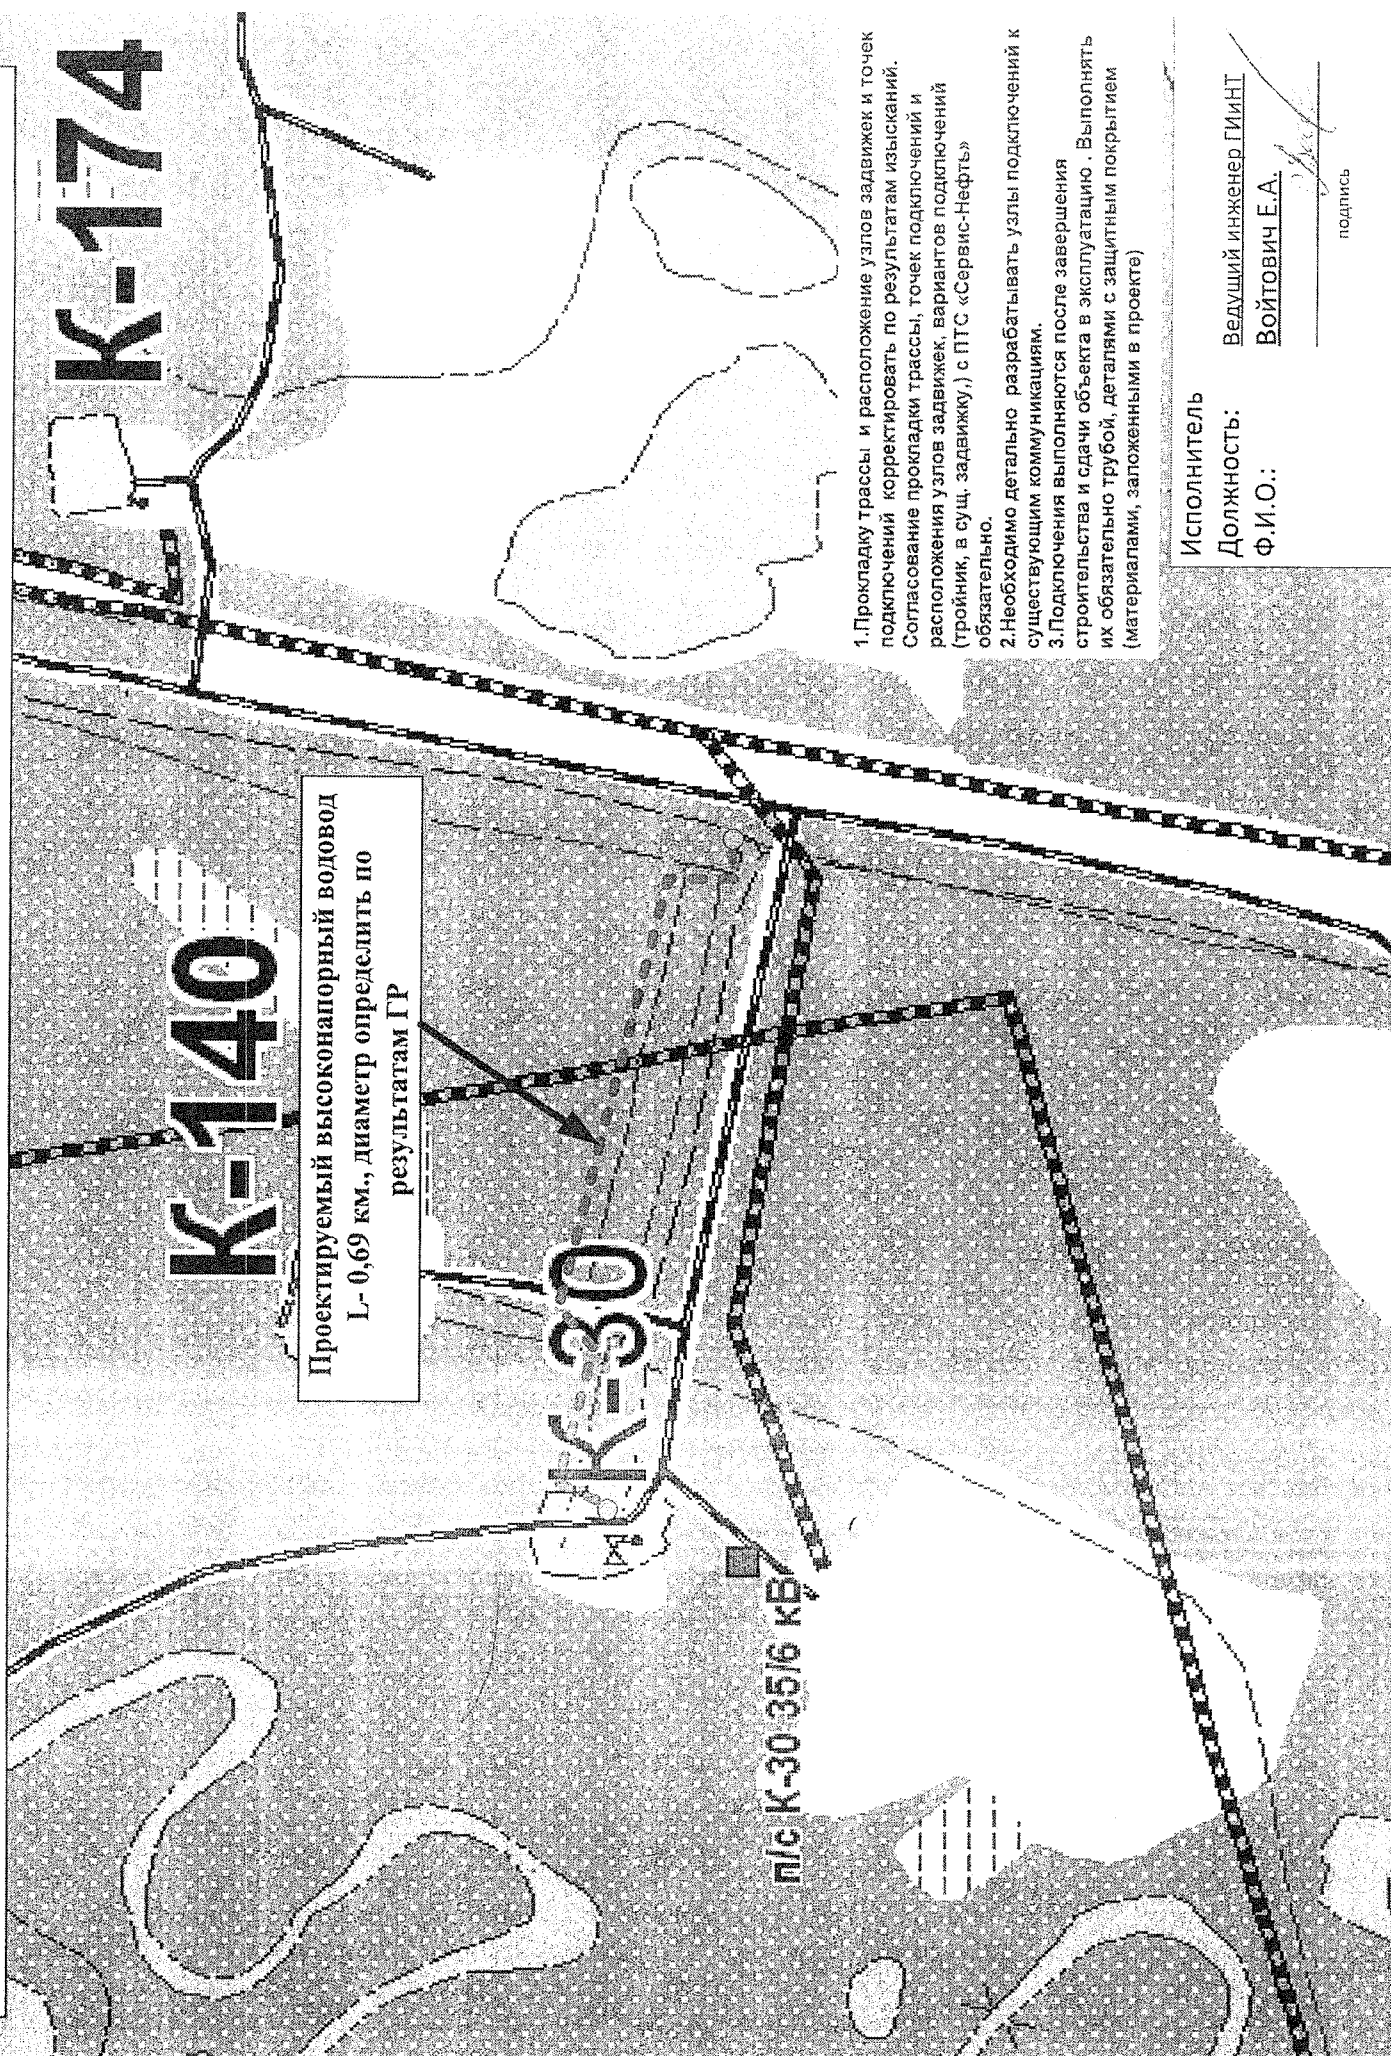 К-174
К-140
Проектируемый высоконапорный водовод
L- 0,69 км., диаметр определить по
результатам ГР
К-30
п/с К-30 35/6 кВ
1.Прокладку трассы и расположение узлов задвижек и точек
подключений корректировать по результатам изысканий.
Согласование прокладки трассы, точек подключений и
расположения узлов задвижек, вариантов подключений
(тройник, в сущ. задвижку,) с ПТС «Сервис-Нефть»
обязательно.
2.Необходимо детально разрабатывать узлы подключений к
существующим коммуникациям.
3.Подключения выполняются после завершения
строительства и сдачи объекта в эксплуатацию . Выполнять
их обязательно трубой, деталями с защитным покрытием
(материалами, заложенными в проекте)
Исполнитель
Должность: Ведущий инженер ГИиНТ
Ф.И.О.: Войтович Е.А.
подпись